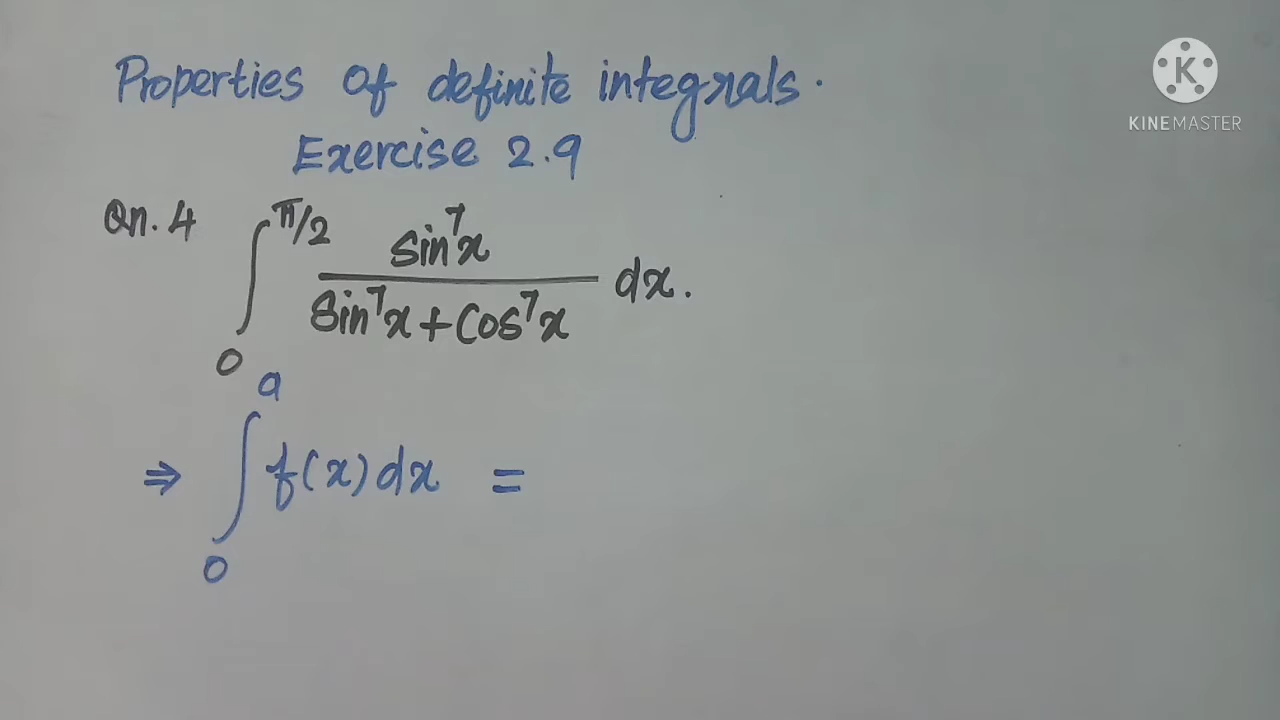 Properties Of definite integrals.
Exercise 2.9
Qn. 4 ∫₀^π/2 sin⁷x / sin⁷x + cos⁷x dx.
⇒ ∫₀^a f(x) dx =
KINEMASTER